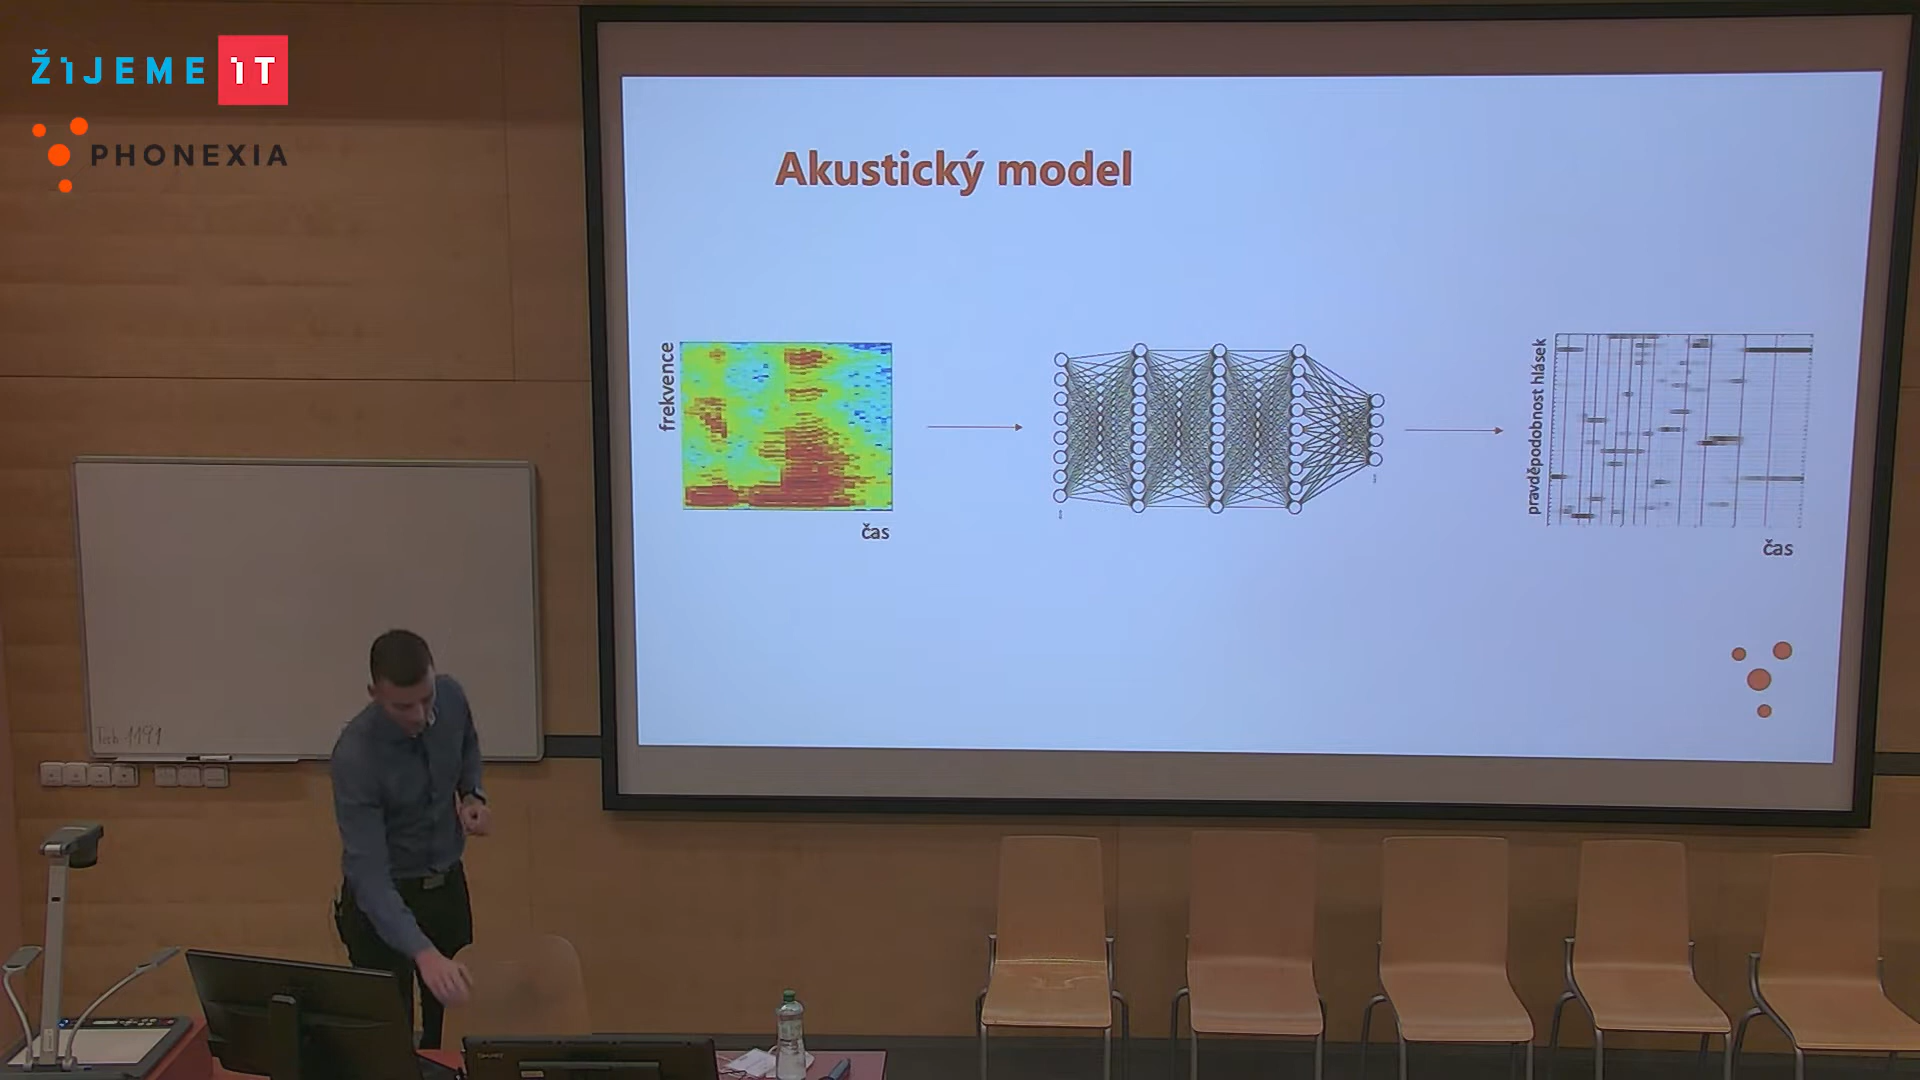 ŽIJEME IT
PHONEXIA
Akustický model
frekvence
čas
pravděpodobnost hlásek
čas